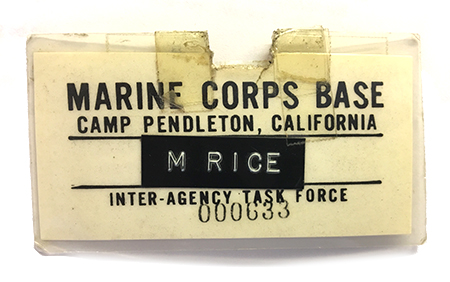 MARINE CORPS BASE
CAMP PENDLETON, CALIFORNIA
M RICE
INTER-AGENCY TASK FORCE
000633